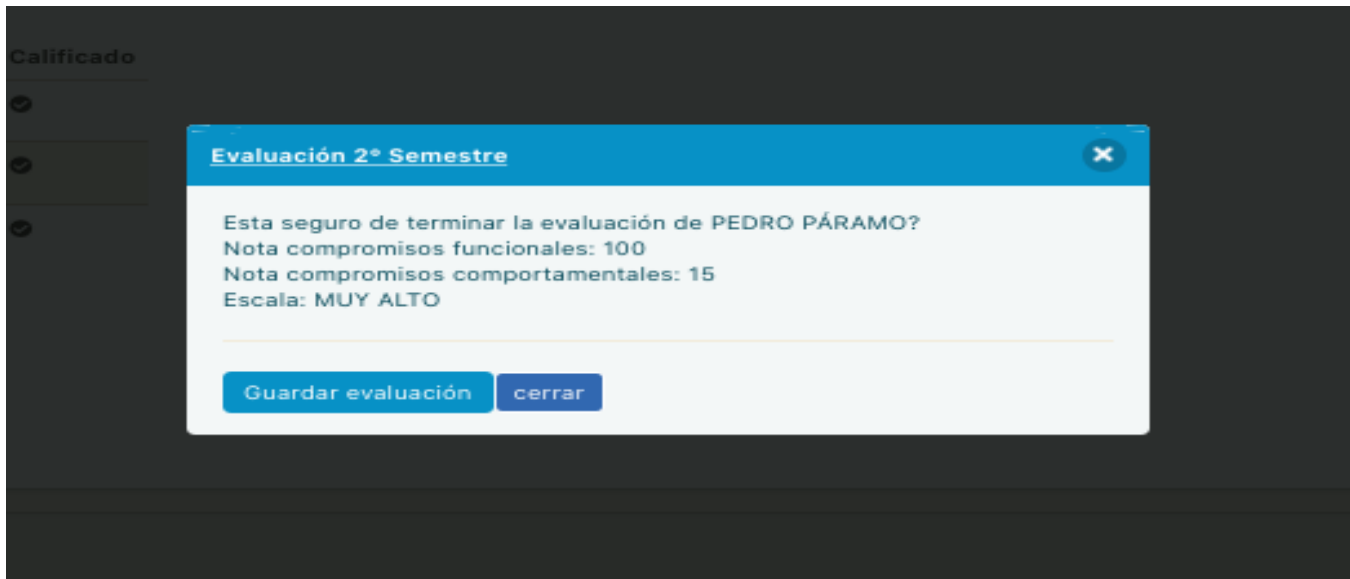 Calificado
Evaluación 2º Semestre
Esta seguro de terminar la evaluación de PEDRO PÁRAMO?
Nota compromisos funcionales: 100
Nota compromisos comportamentales: 15
Escala: MUY ALTO
Guardar evaluación
cerrar